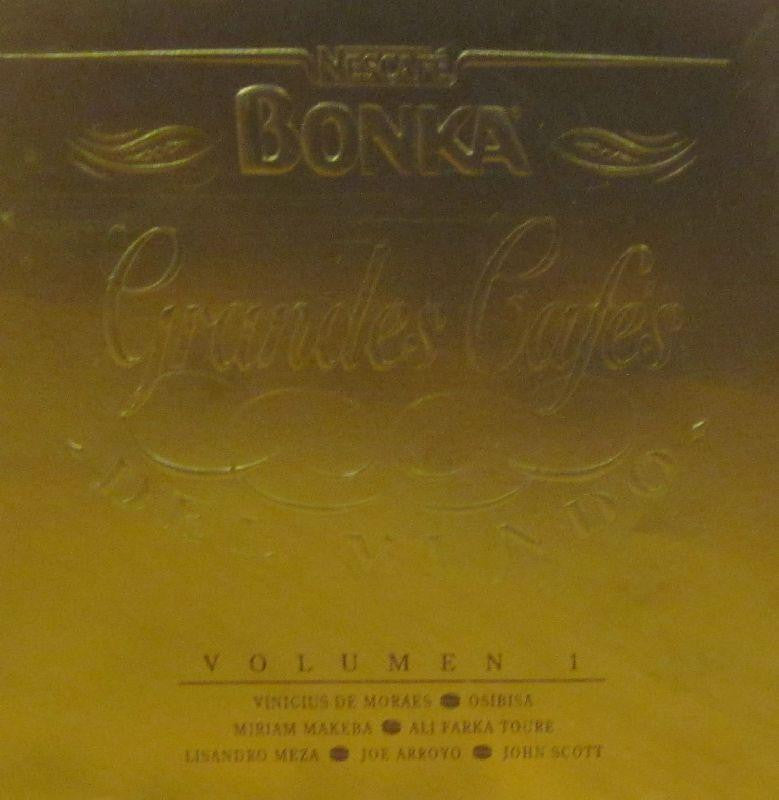 NESCAFÉ
BONKA
Grandes Cafés
DEL MUNDO
VOLUMEN 1
VINICIUS DE MORAES OSIBISA
MIRIAM MAKEBA ALI FARKA TOURE
LISANDRO MEZA JOE ARROYO JOHN SCOTT